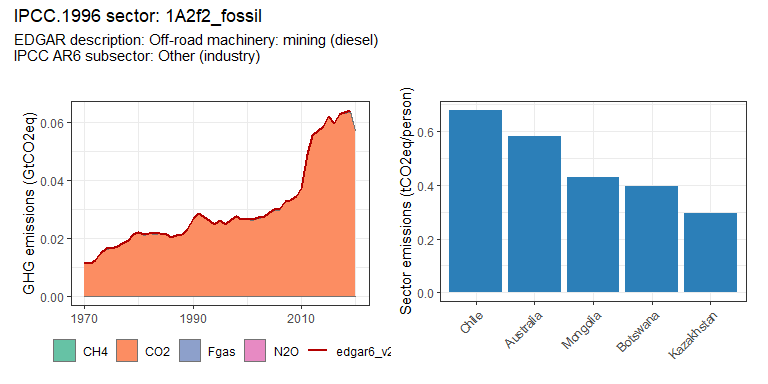 IPCC.1996 sector: 1A2f2_fossil
EDGAR description: Off-road machinery: mining (diesel)
IPCC AR6 subsector: Other (industry)
GHG emissions (GtCO2eq)
0.06
0.04
0.02
0.00
1970
1990
2010
CH4
CO2
Fgas
N2O
edgar6_v2
Sector emissions (tCO2eq/person)
0.6
0.4
0.2
0.0
Chile
Australia
Mongolia
Botswana
Kazakhstan